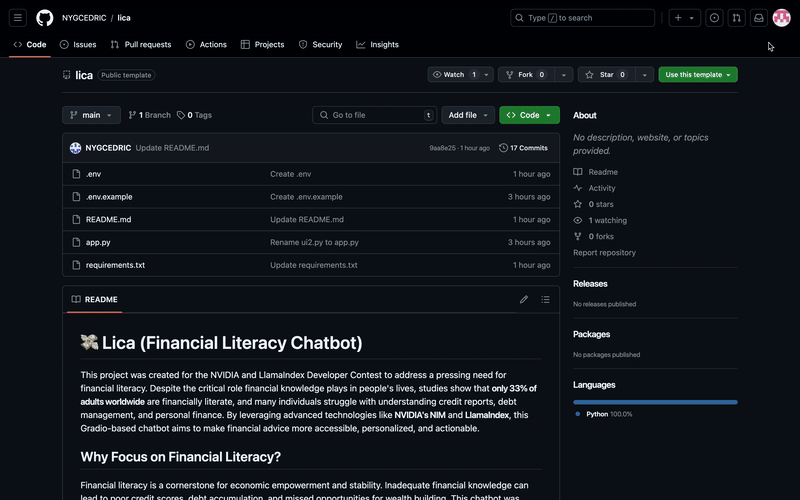 NYGCEDRIC / lica
Type / to search
Code Issues Pull requests Actions Projects Security Insights
lica Public template
Watch 1 Fork 0 Star 0 Use this template
main 1 Branch 0 Tags Go to file t Add file Code
NYGCEDRIC Update README.md 9aa8e25 · 1 hour ago 17 Commits
.env Create .env 1 hour ago
.env.example Create .env.example 3 hours ago
README.md Update README.md 1 hour ago
app.py Rename ui2.py to app.py 3 hours ago
requirements.txt Update requirements.txt 1 hour ago
README
Lica (Financial Literacy Chatbot)
This project was created for the NVIDIA and LlamaIndex Developer Contest to address a pressing need for
financial literacy. Despite the critical role financial knowledge plays in people's lives, studies show that only 33% of
adults worldwide are financially literate, and many individuals struggle with understanding credit reports, debt
management, and personal finance. By leveraging advanced technologies like NVIDIA's NIM and LlamaIndex, this
Gradio-based chatbot aims to make financial advice more accessible, personalized, and actionable.
Why Focus on Financial Literacy?
Financial literacy is a cornerstone for economic empowerment and stability. Inadequate financial knowledge can
lead to poor credit scores, debt accumulation, and missed opportunities for wealth building. This chatbot was
About
No description, website, or topics
provided.
Readme
Activity
0 stars
1 watching
0 forks
Report repository
Releases
No releases published
Packages
No packages published
Languages
Python 100.0%